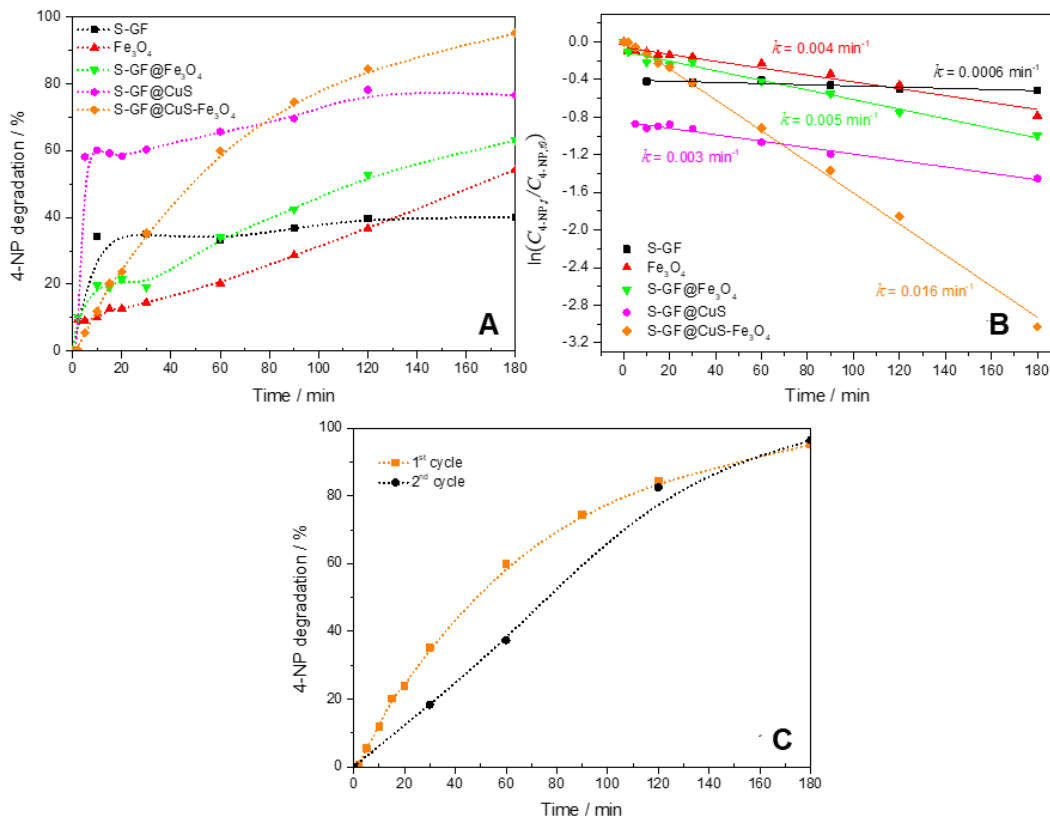 100
80
60
40
20
0
4-NP degradation / %
S-GF
Fe₃O₄
S-GF@Fe₃O₄
S-GF@CuS
S-GF@CuS-Fe₃O₄
A
0 20 40 60 80 100 120 140 160 180
Time / min
0.0
-0.4
-0.8
-1.2
-1.6
-2.0
-2.4
-2.8
-3.2
ln(C4-NP,t/C4-NP,t0)
k = 0.004 min⁻¹
k = 0.0006 min⁻¹
k = 0.005 min⁻¹
k = 0.003 min⁻¹
k = 0.016 min⁻¹
S-GF
Fe₃O₄
S-GF@Fe₃O₄
S-GF@CuS
S-GF@CuS-Fe₃O₄
B
0 20 40 60 80 100 120 140 160 180
Time / min
100
80
60
40
20
0
4-NP degradation / %
1st cycle
2nd cycle
C
0 20 40 60 80 100 120 140 160 180
Time / min